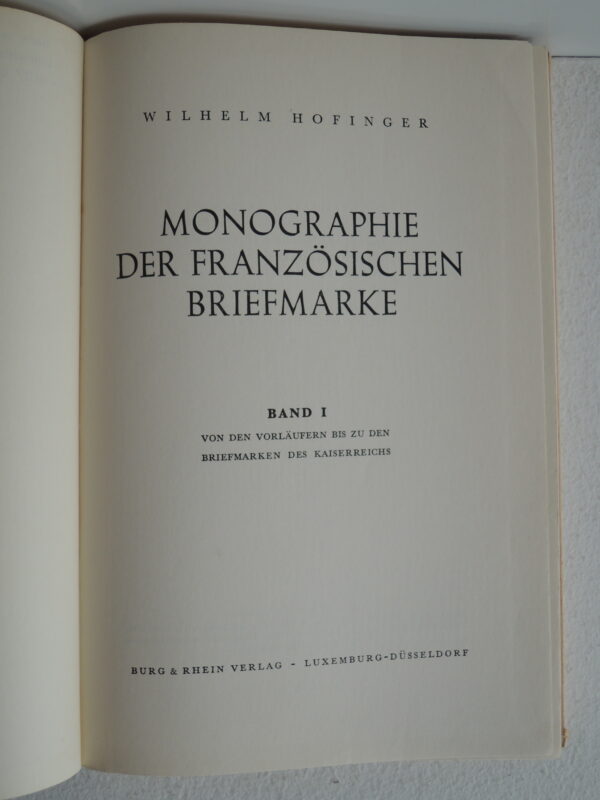 WILHELM HOFINGER
MONOGRAPHIE
DER FRANZÖSISCHEN
BRIEFMARKE
BAND I
VON DEN VORLÄUFERN BIS ZU DEN
BRIEFMARKEN DES KAISERREICHS
BURG & RHEIN VERLAG - LUXEMBURG-DÜSSELDORF